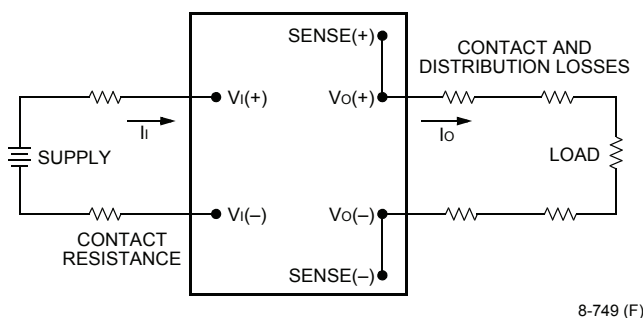 SENSE(+)
CONTACT AND
DISTRIBUTION LOSSES
VI(+)
VO(+)
II
IO
SUPPLY
LOAD
VI(–)
VO(–)
CONTACT
RESISTANCE
SENSE(–)
8-749 (F)